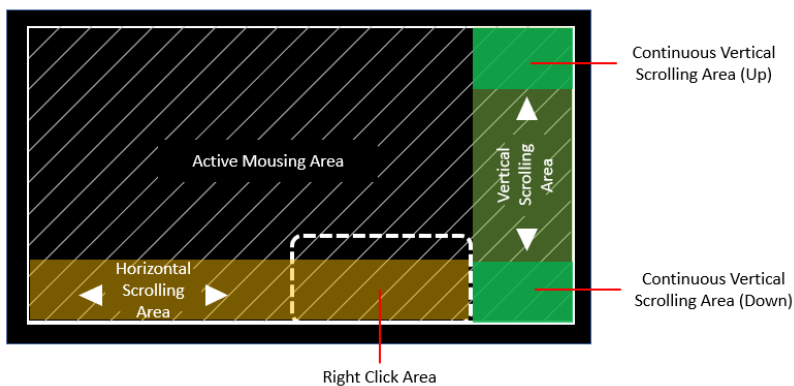 Continuous Vertical
Scrolling Area (Up)
Active Mousing Area
Vertical
Scrolling
Area
Horizontal
Scrolling
Area
Continuous Vertical
Scrolling Area (Down)
Right Click Area